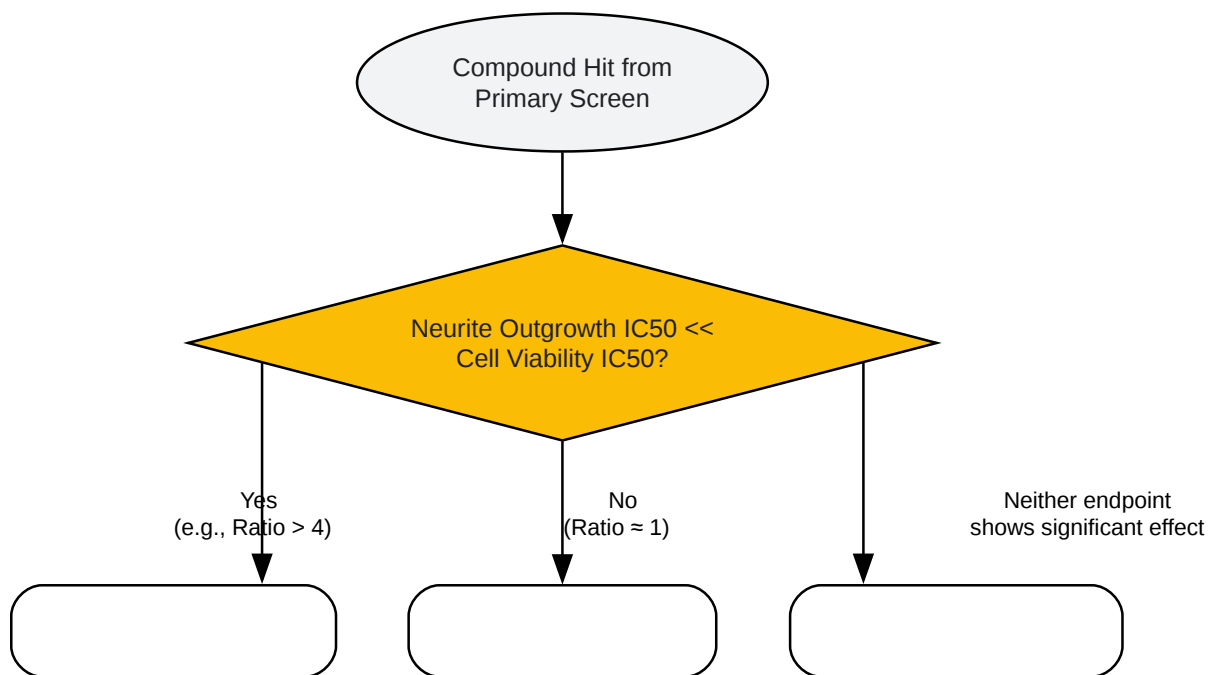 Compound Hit from
Primary Screen
Neurite Outgrowth IC50 <<
Cell Viability IC50?
Yes
(e.g., Ratio > 4)
No
(Ratio ≈ 1)
Neither endpoint
shows significant effect